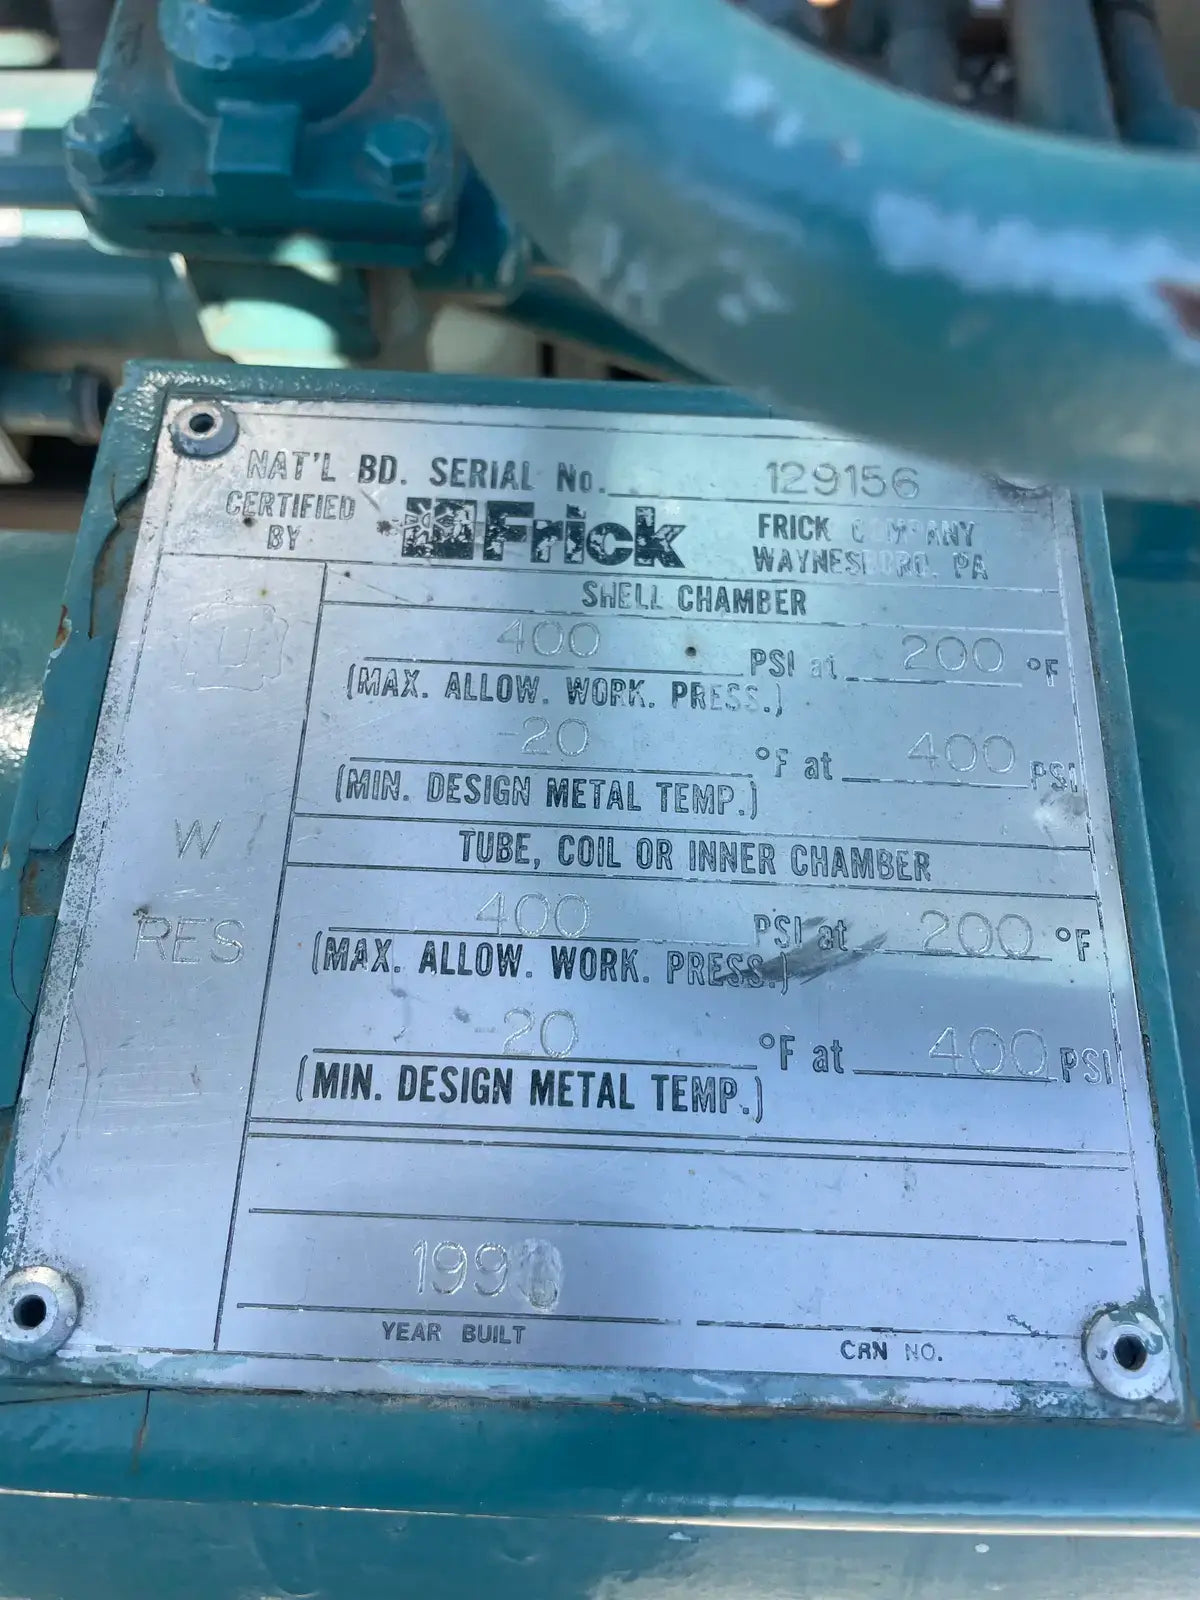 NAT'L BD. SERIAL No. 129156
CERTIFIED BY Frick FRICK COMPANY
WAYNESBORO, PA
SHELL CHAMBER
U
400 PSI at 200 °F
(MAX. ALLOW. WORK. PRESS.)
-20 °F at 400 PSI
(MIN. DESIGN METAL TEMP.)
W
TUBE, COIL OR INNER CHAMBER
RES
400 PSI at 200 °F
(MAX. ALLOW. WORK. PRESS.)
-20 °F at 400 PSI
(MIN. DESIGN METAL TEMP.)
YEAR BUILT
CRN NO.